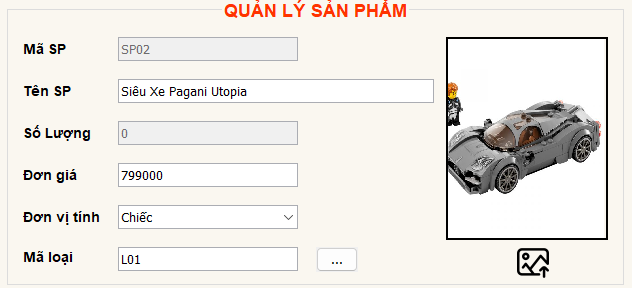 QUẢN LÝ SẢN PHẨM
Mã SP SP02
Tên SP Siêu Xe Pagani Utopia
Số Lượng 0
Đơn giá 799000
Đơn vị tính Chiếc
Mã loại L01 ...